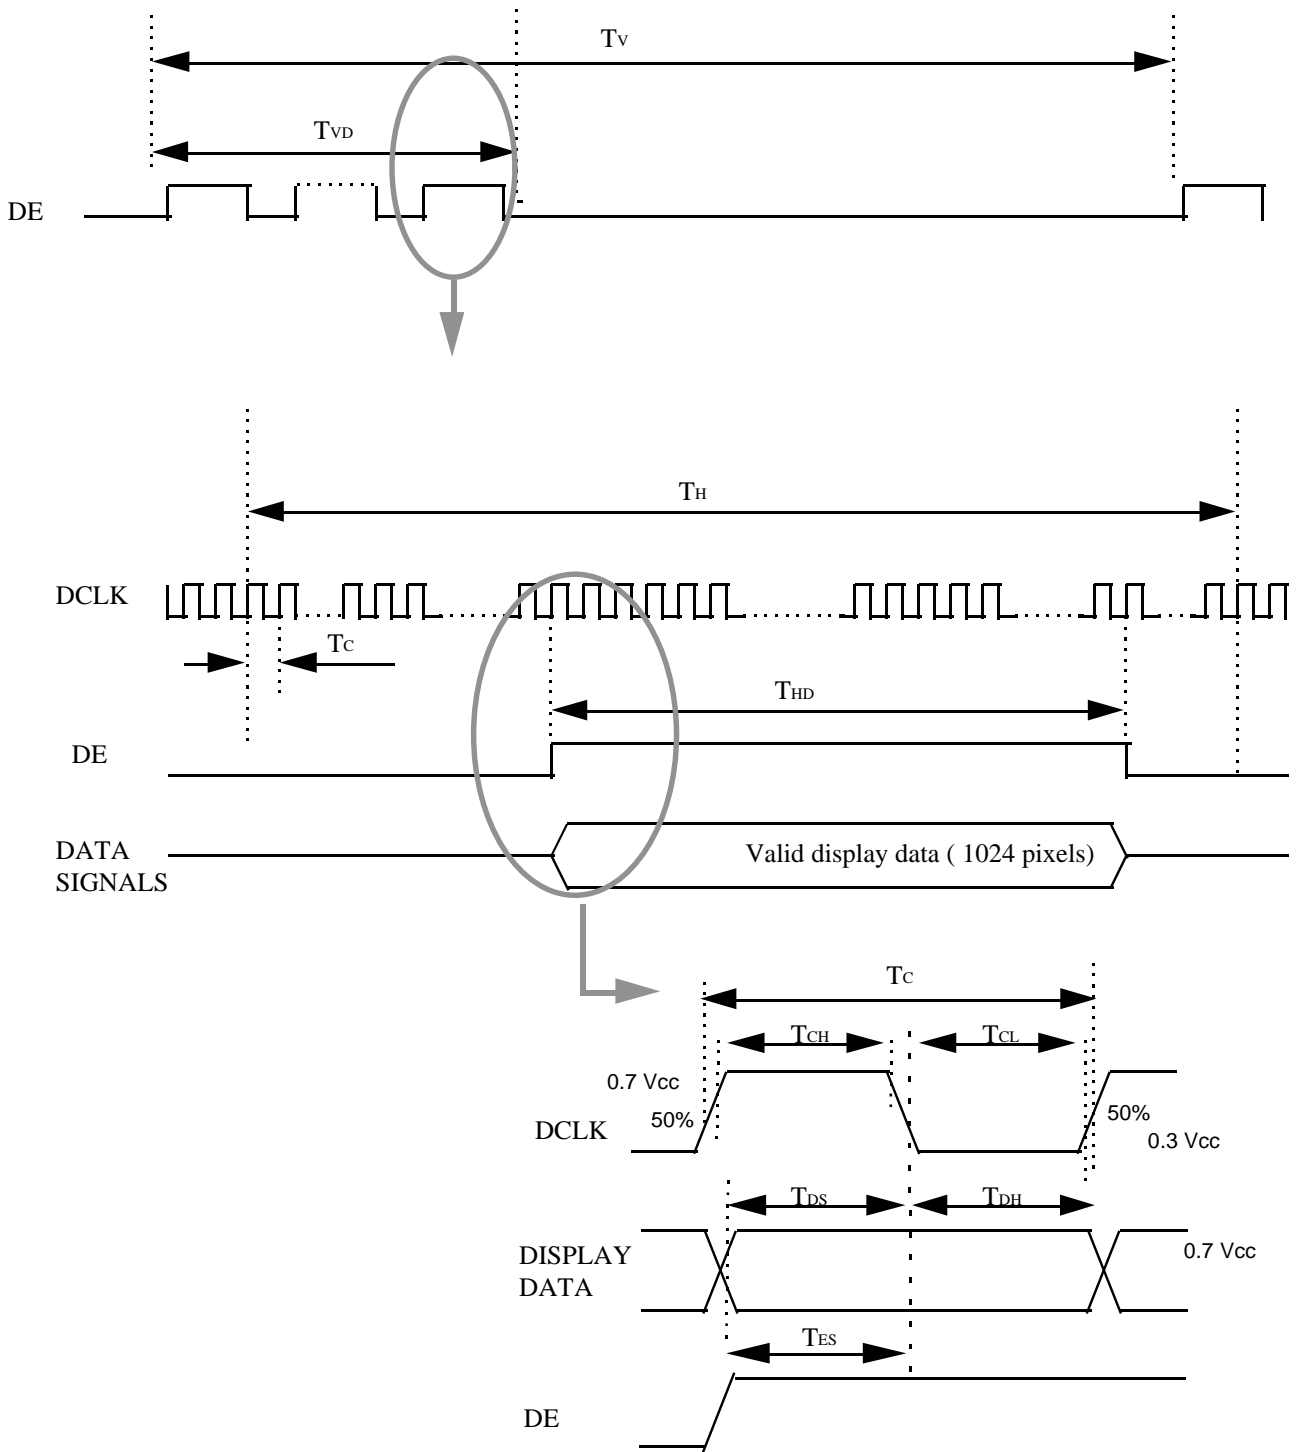 TV
TVD
DE
TH
DCLK
TC
THD
DE
DATA
SIGNALS
Valid display data ( 1024 pixels)
TC
TCH
TCL
0.7 Vcc
50%
DCLK
50%
0.3 Vcc
TDS
TDH
DISPLAY
DATA
0.7 Vcc
TES
DE